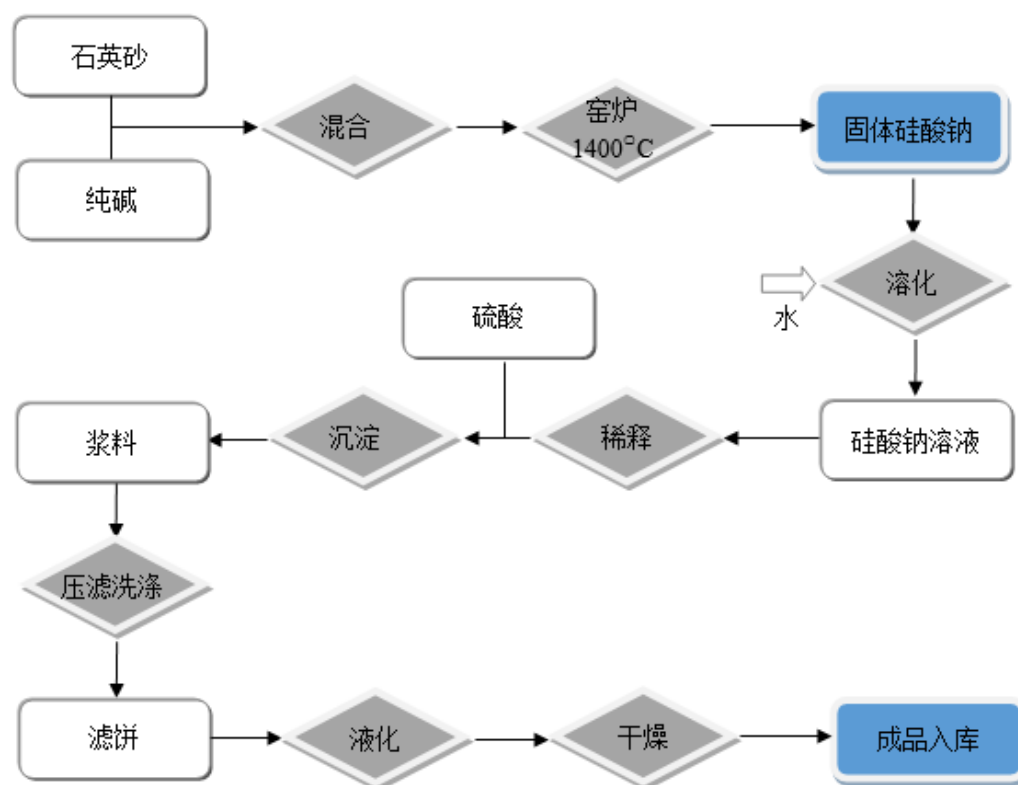 石英砂
纯碱
混合
窑炉
1400°C
固体硅酸钠
溶化
水
硫酸
浆料
沉淀
稀释
硅酸钠溶液
压滤洗涤
滤饼
液化
干燥
成品入库